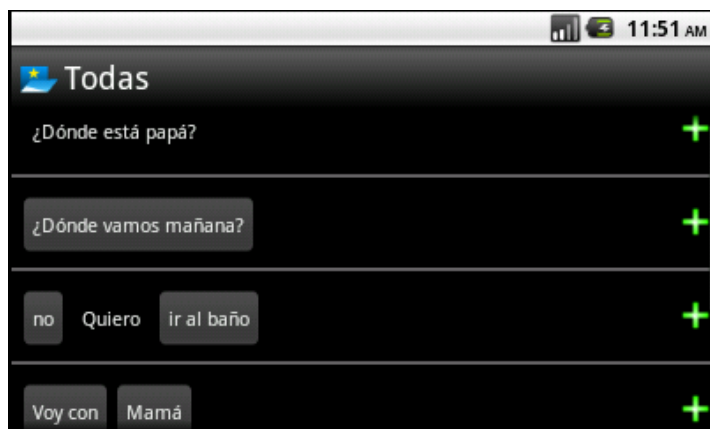 11:51 AM
Todas
¿Dónde está papá?
¿Dónde vamos mañana?
no Quiero ir al baño
Voy con Mamá